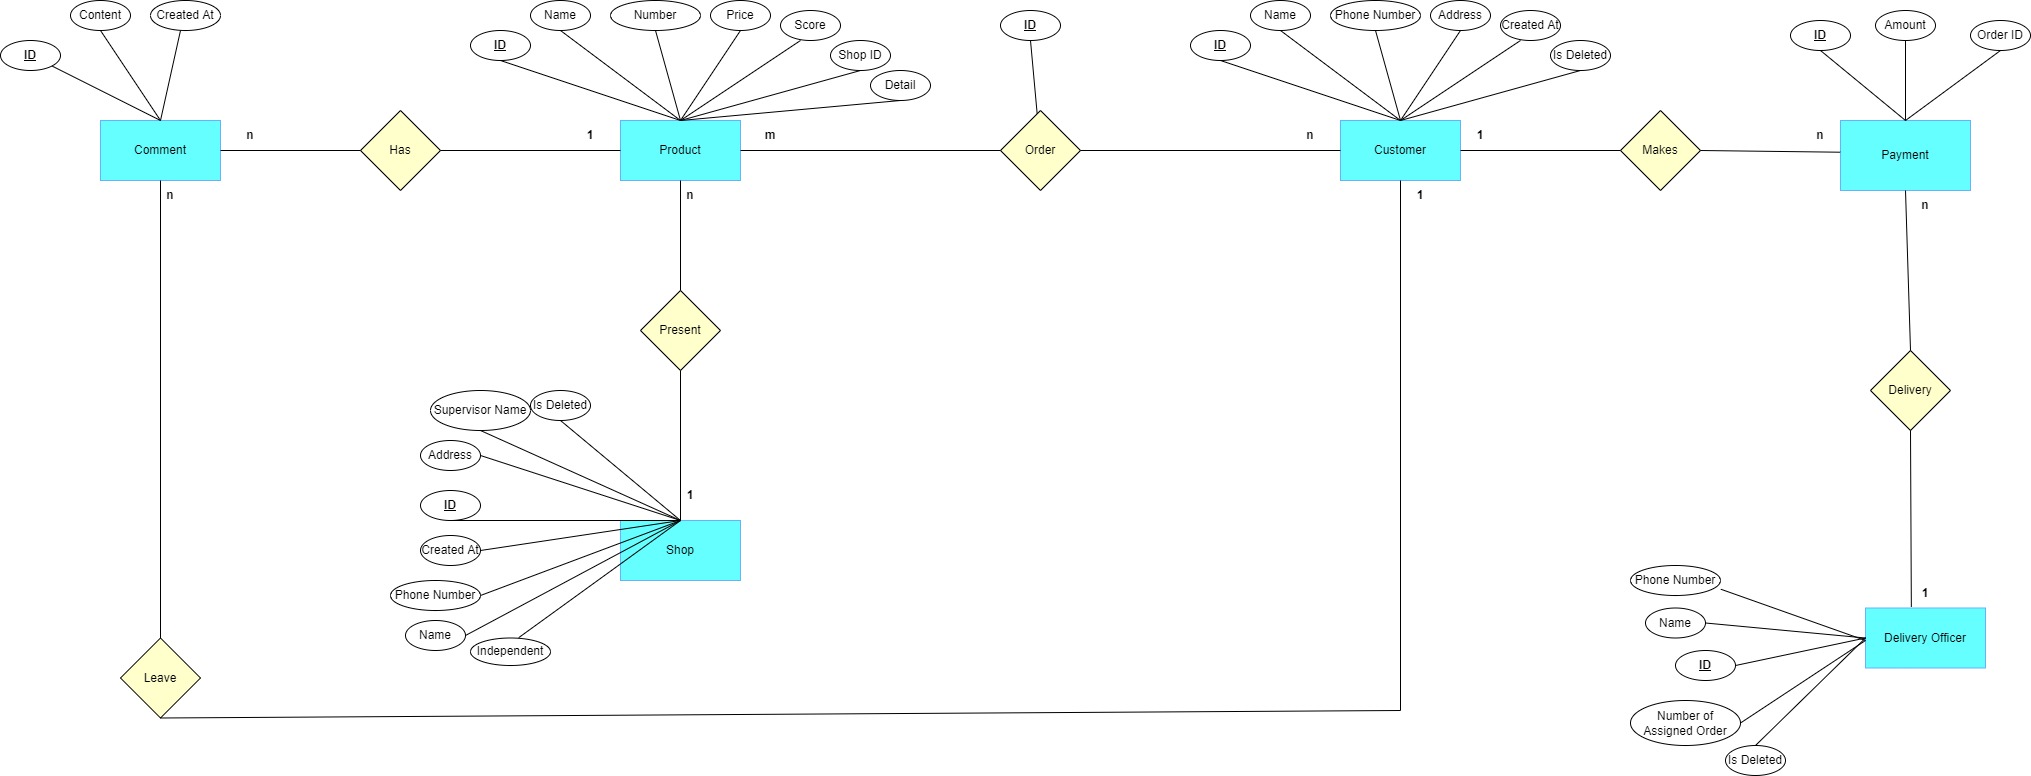 Content
Created At
ID
Name
Number
Price
Score
ID
Shop ID
Detail
ID
Name
Phone Number
Address
Created At
ID
Is Deleted
Amount
ID
Order ID
n
1
m
n
1
n
Comment
Has
Product
Order
Customer
Makes
Payment
n
n
1
n
Present
Delivery
Supervisor Name
Is Deleted
Address
1
ID
Created At
Shop
Phone Number
Name
Independent
Leave
1
Phone Number
Name
Delivery Officer
ID
Number of
Assigned Order
Is Deleted